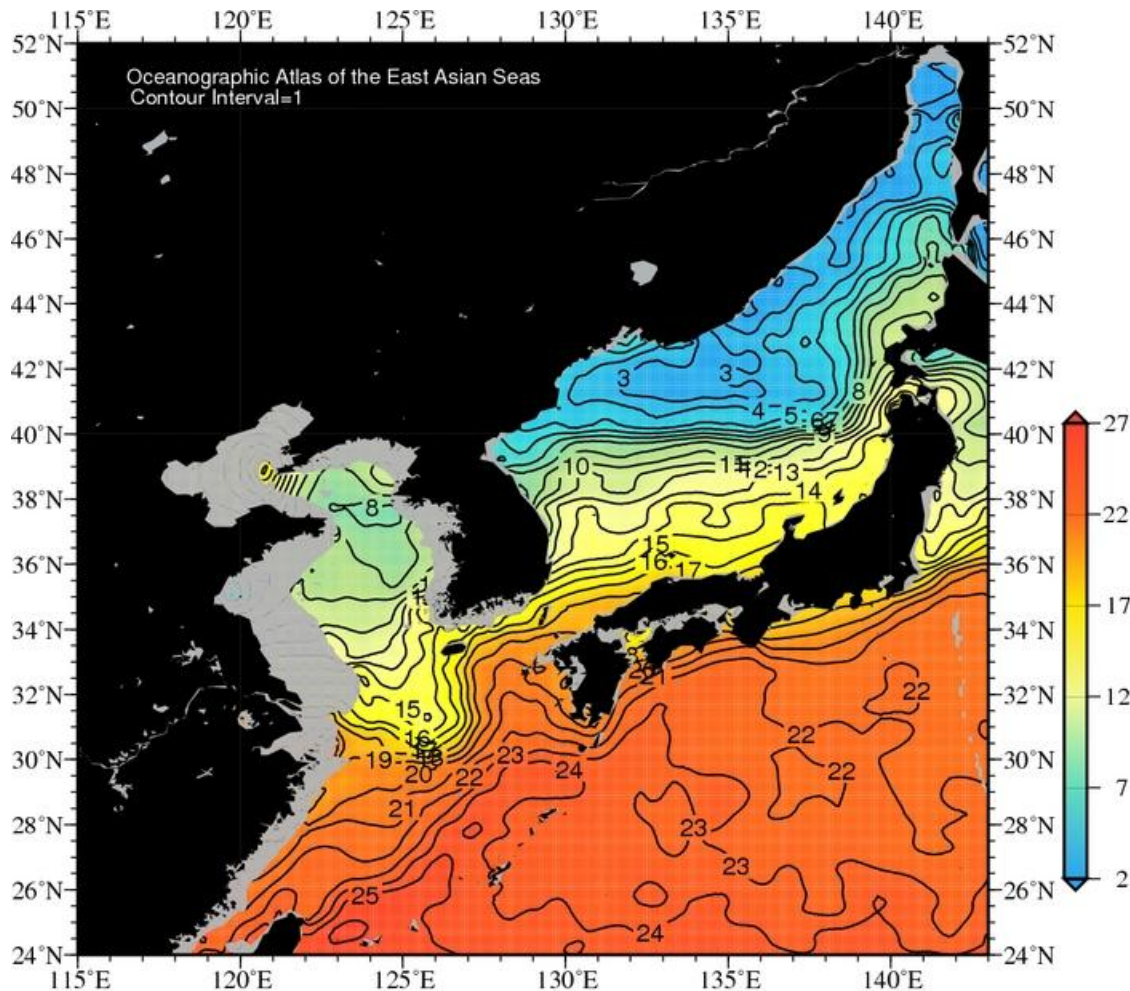 115°E 120°E 125°E 130°E 135°E 140°E
52°N 52°N
Oceanographic Atlas of the East Asian Seas
Contour Interval=1
50°N 50°N
48°N 48°N
46°N 46°N
44°N 44°N
42°N 42°N
3 3
8
4 5 6 7
9
40°N 40°N
27
10 11 12 13
14
38°N 38°N
8
22
15
36°N 36°N
16 17
17
34°N 34°N
21
32°N 32°N
22
15
12
16
22
30°N 30°N
19 23
20 22 24 22
7
21
28°N 28°N
23
23
26°N 26°N
25
2
24
24°N 24°N
115°E 120°E 125°E 130°E 135°E 140°E